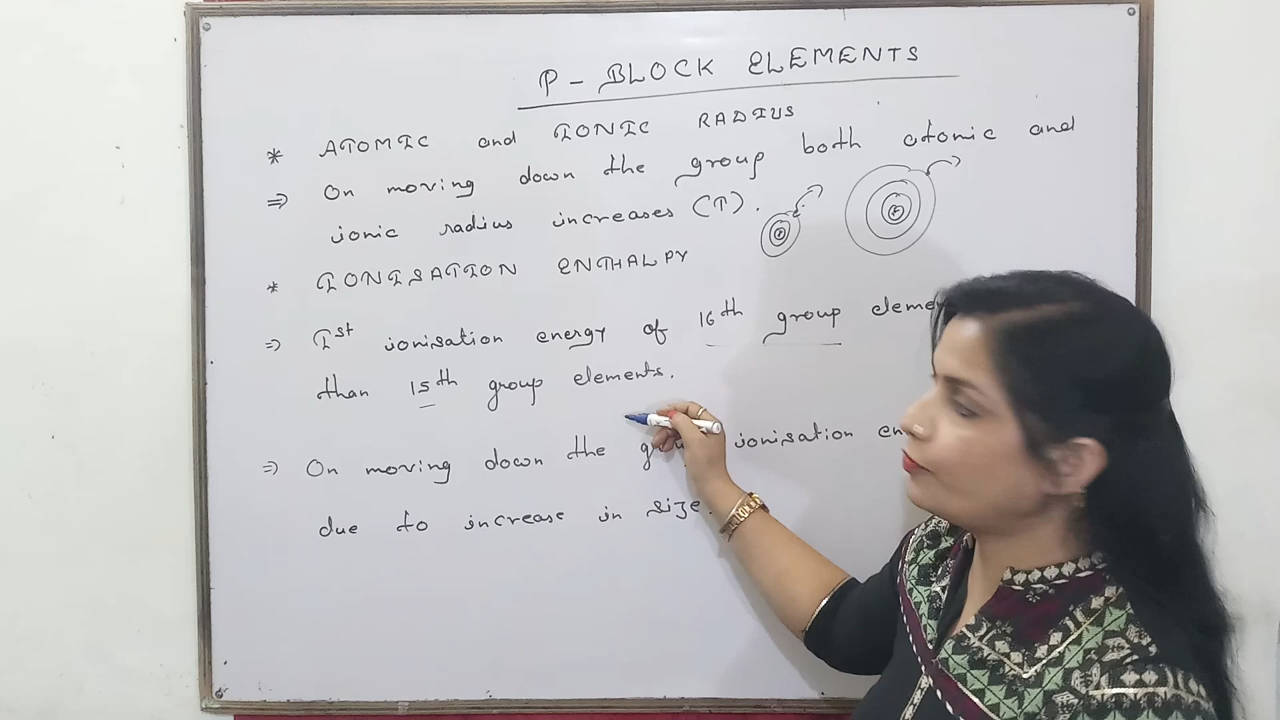 P - BLOCK ELEMENTS
* ATOMIC and IONIC RADIUS
⇒ On moving down the group both atomic and
ionic radius increases (↑).
* IONISATION ENTHALPY
⇒ Ist ionisation energy of 16th group
than 15th group elements.
⇒ On moving down the ionisation
due to increase in size.